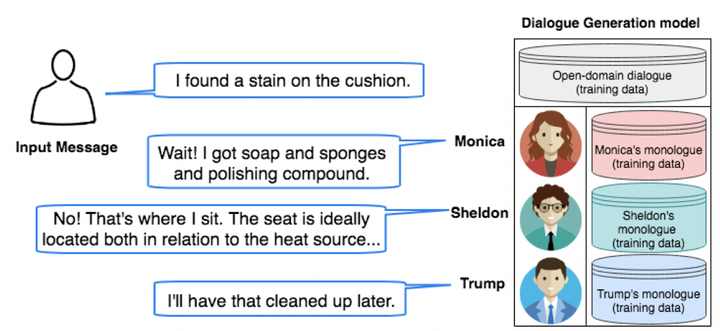 Dialogue Generation model
I found a stain on the cushion.
Open-domain dialogue
(training data)
Input Message
Wait! I got soap and sponges
and polishing compound.
Monica
Monica's monologue
(training data)
No! That's where I sit. The seat is ideally
located both in relation to the heat source...
Sheldon
Sheldon's
monologue
(training data)
I'll have that cleaned up later.
Trump
Trump's monologue
(training data)